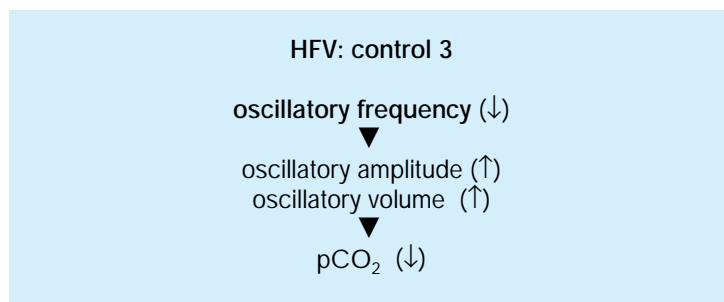 HFV: control 3
oscillatory frequency (↓)
▼
oscillatory amplitude (↑)
oscillatory volume (↑)
▼
pCO₂ (↓)